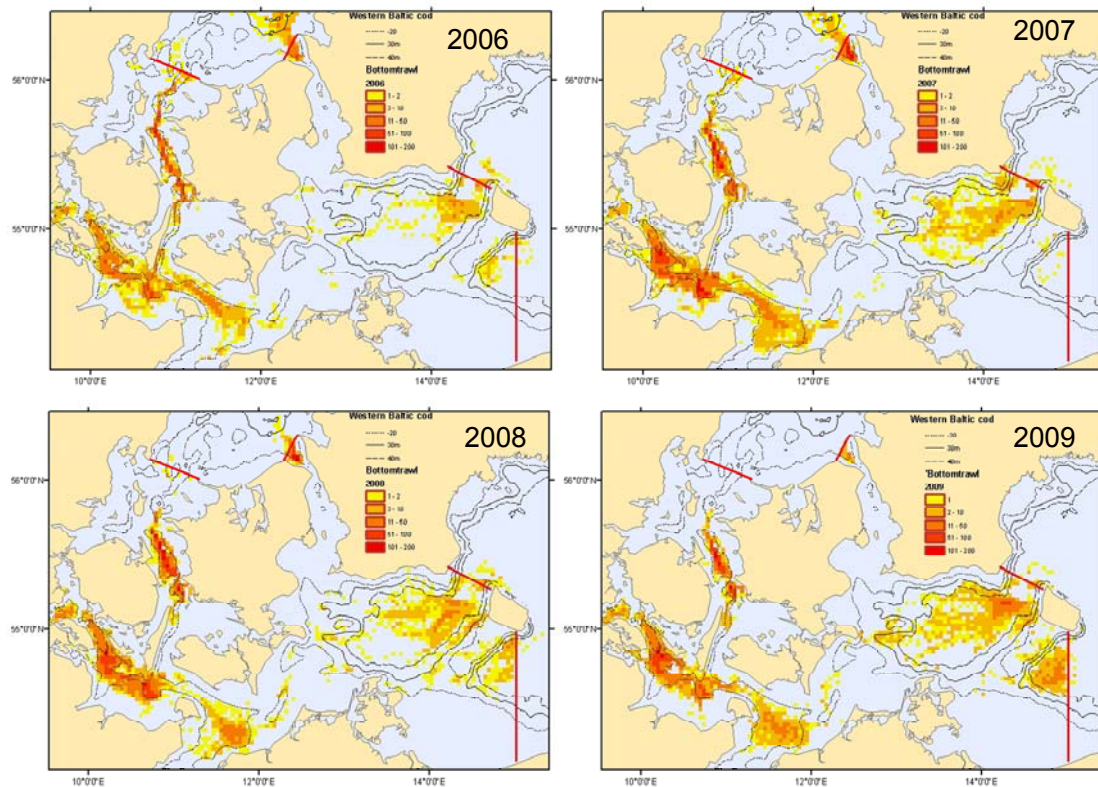 Western Baltic cod
-20
30m
40m
Bottomtrawl
2006
1 - 2
3 - 10
11 - 50
51 - 100
101 - 200
2006
56°0'0"N
55°0'0"N
10°0'0"E
12°0'0"E
14°0'0"E
Western Baltic cod
-20
30m
40m
Bottomtrawl
2007
1 - 2
3 - 10
11 - 50
51 - 100
101 - 200
2007
56°0'0"N
55°0'0"N
10°0'0"E
12°0'0"E
14°0'0"E
Western Baltic cod
-20
30m
40m
Bottomtrawl
2008
1 - 2
3 - 10
11 - 50
51 - 100
101 - 200
2008
56°0'0"N
55°0'0"N
10°0'0"E
12°0'0"E
14°0'0"E
Western Baltic cod
-20
30m
40m
'Bottomtrawl
2009
1
2 - 10
11 - 50
51 - 100
101 - 200
2009
56°0'0"N
55°0'0"N
10°0'0"E
12°0'0"E
14°0'0"E